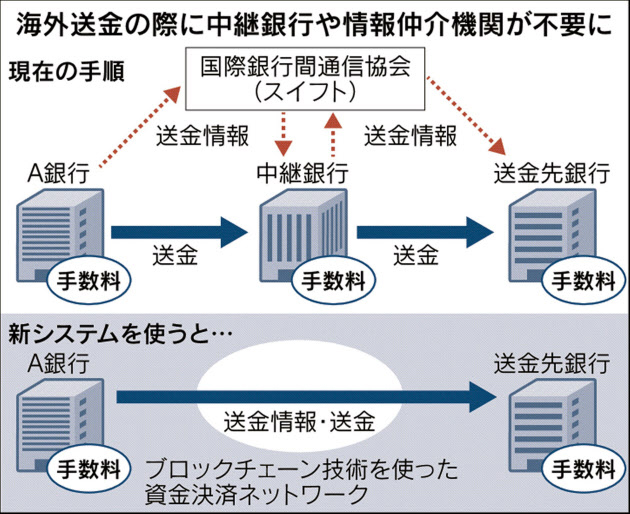 海外送金の際に中継銀行や情報仲介機関が不要に
現在の手順
国際銀行間通信協会
（スイフト）
送金情報
送金情報
A銀行
中継銀行
送金先銀行
送金
送金
手数料
手数料
手数料
新システムを使うと…
A銀行
送金先銀行
送金情報・送金
手数料
手数料
ブロックチェーン技術を使った
資金決済ネットワーク